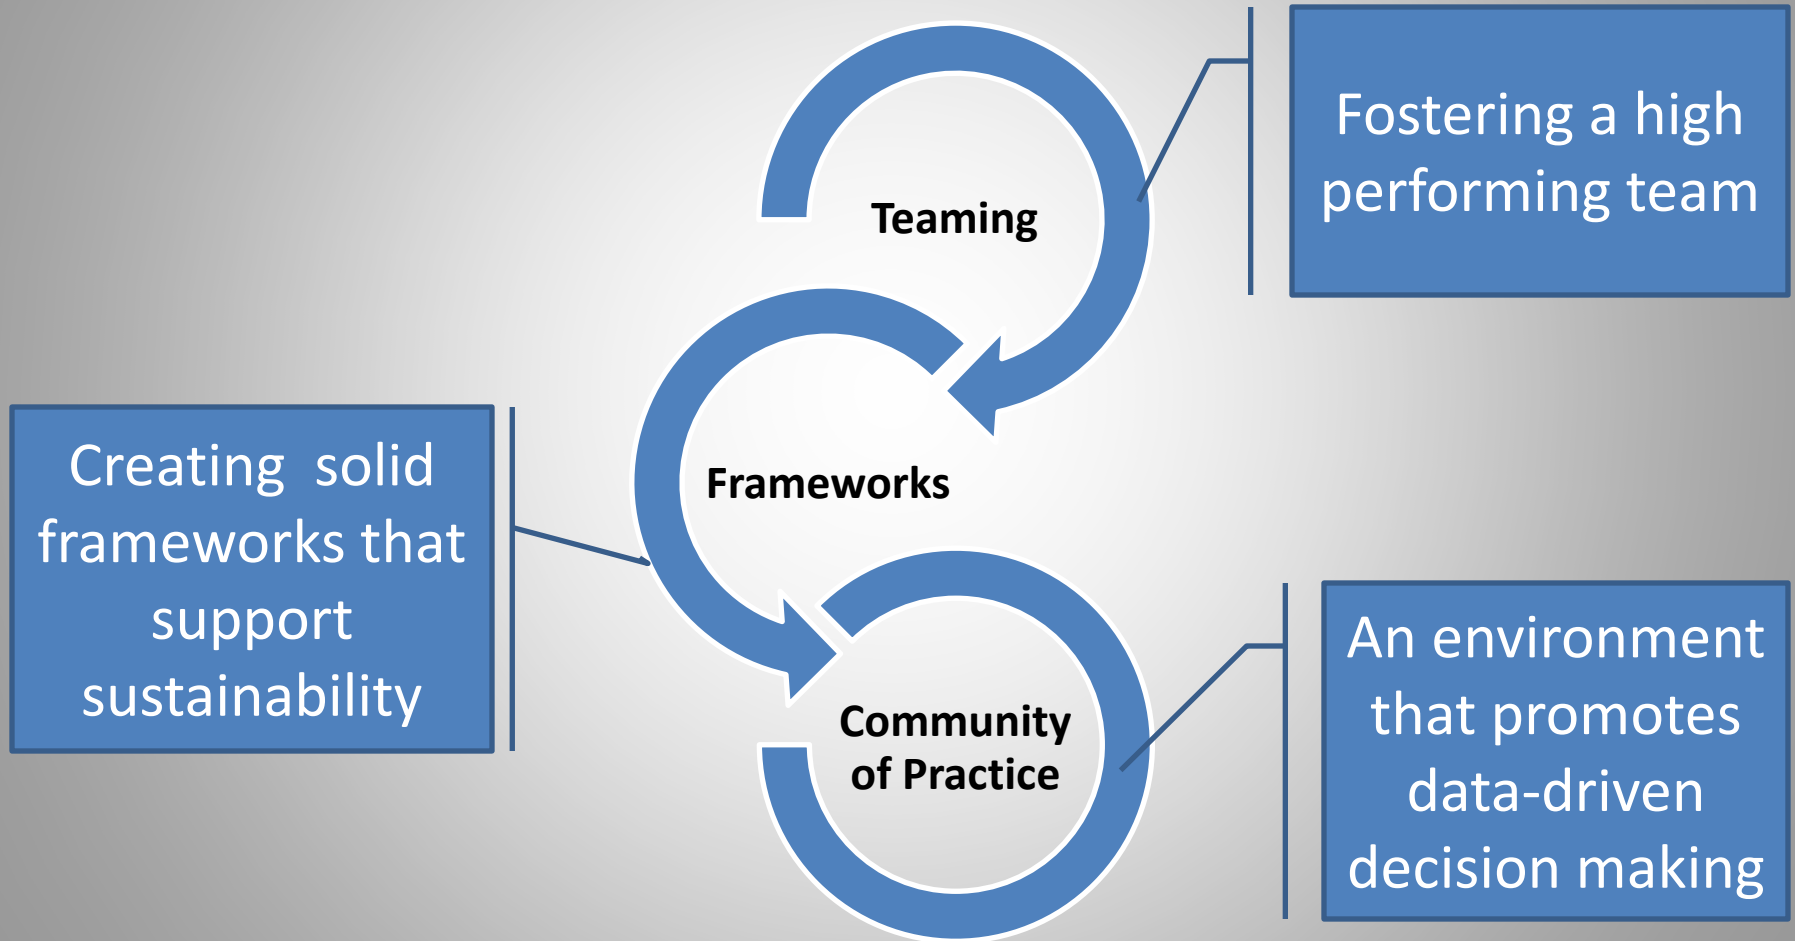 Fostering a high
performing team
Teaming
Frameworks
Creating  solid
frameworks that
support
sustainability
Community
of Practice
An environment
that promotes
data-driven
decision making